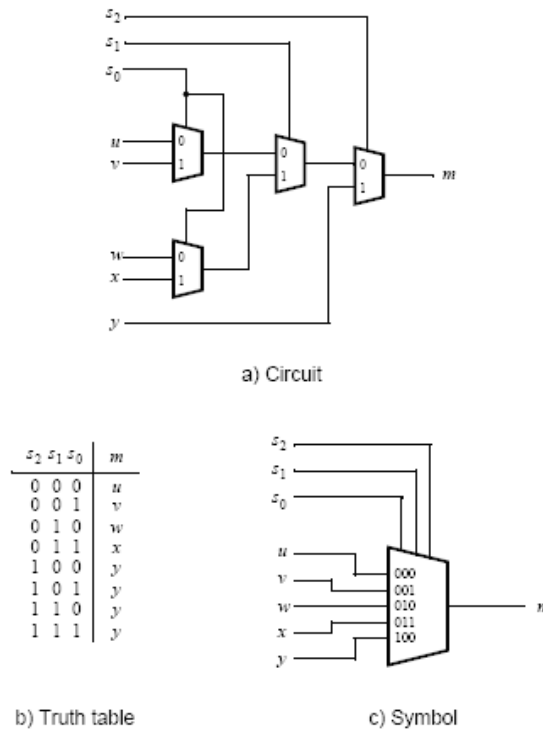 s2
s1
s0
u 0
v 1
0
1
0
1
m
w 0
x 1
y
a) Circuit
s2 s1 s0 m
0 0 0 u
0 0 1 v
0 1 0 w
0 1 1 x
1 0 0 y
1 0 1 y
1 1 0 y
1 1 1 y
s2
s1
s0
u 000
v 001
w 010
x 011
y 100
b) Truth table
c) Symbol